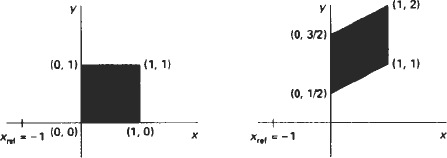 y
(0, 1)
(1, 1)
x_ref = −1
(0, 0)
(1, 0)
x
y
(1, 2)
(0, 3/2)
(1, 1)
(0, 1/2)
x_ref = −1
x